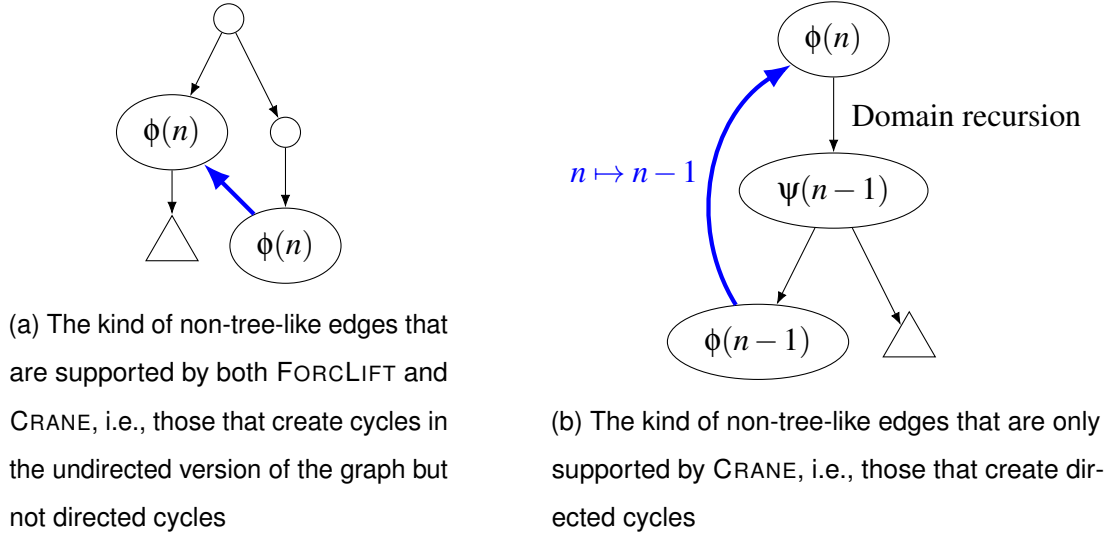 ϕ(n)
ϕ(n)
(a) The kind of non-tree-like edges that
are supported by both FORCLIFT and
CRANE, i.e., those that create cycles in
the undirected version of the graph but
not directed cycles
ϕ(n)
Domain recursion
n ↦ n − 1
ψ(n − 1)
ϕ(n − 1)
(b) The kind of non-tree-like edges that are only
supported by CRANE, i.e., those that create dir-
ected cycles